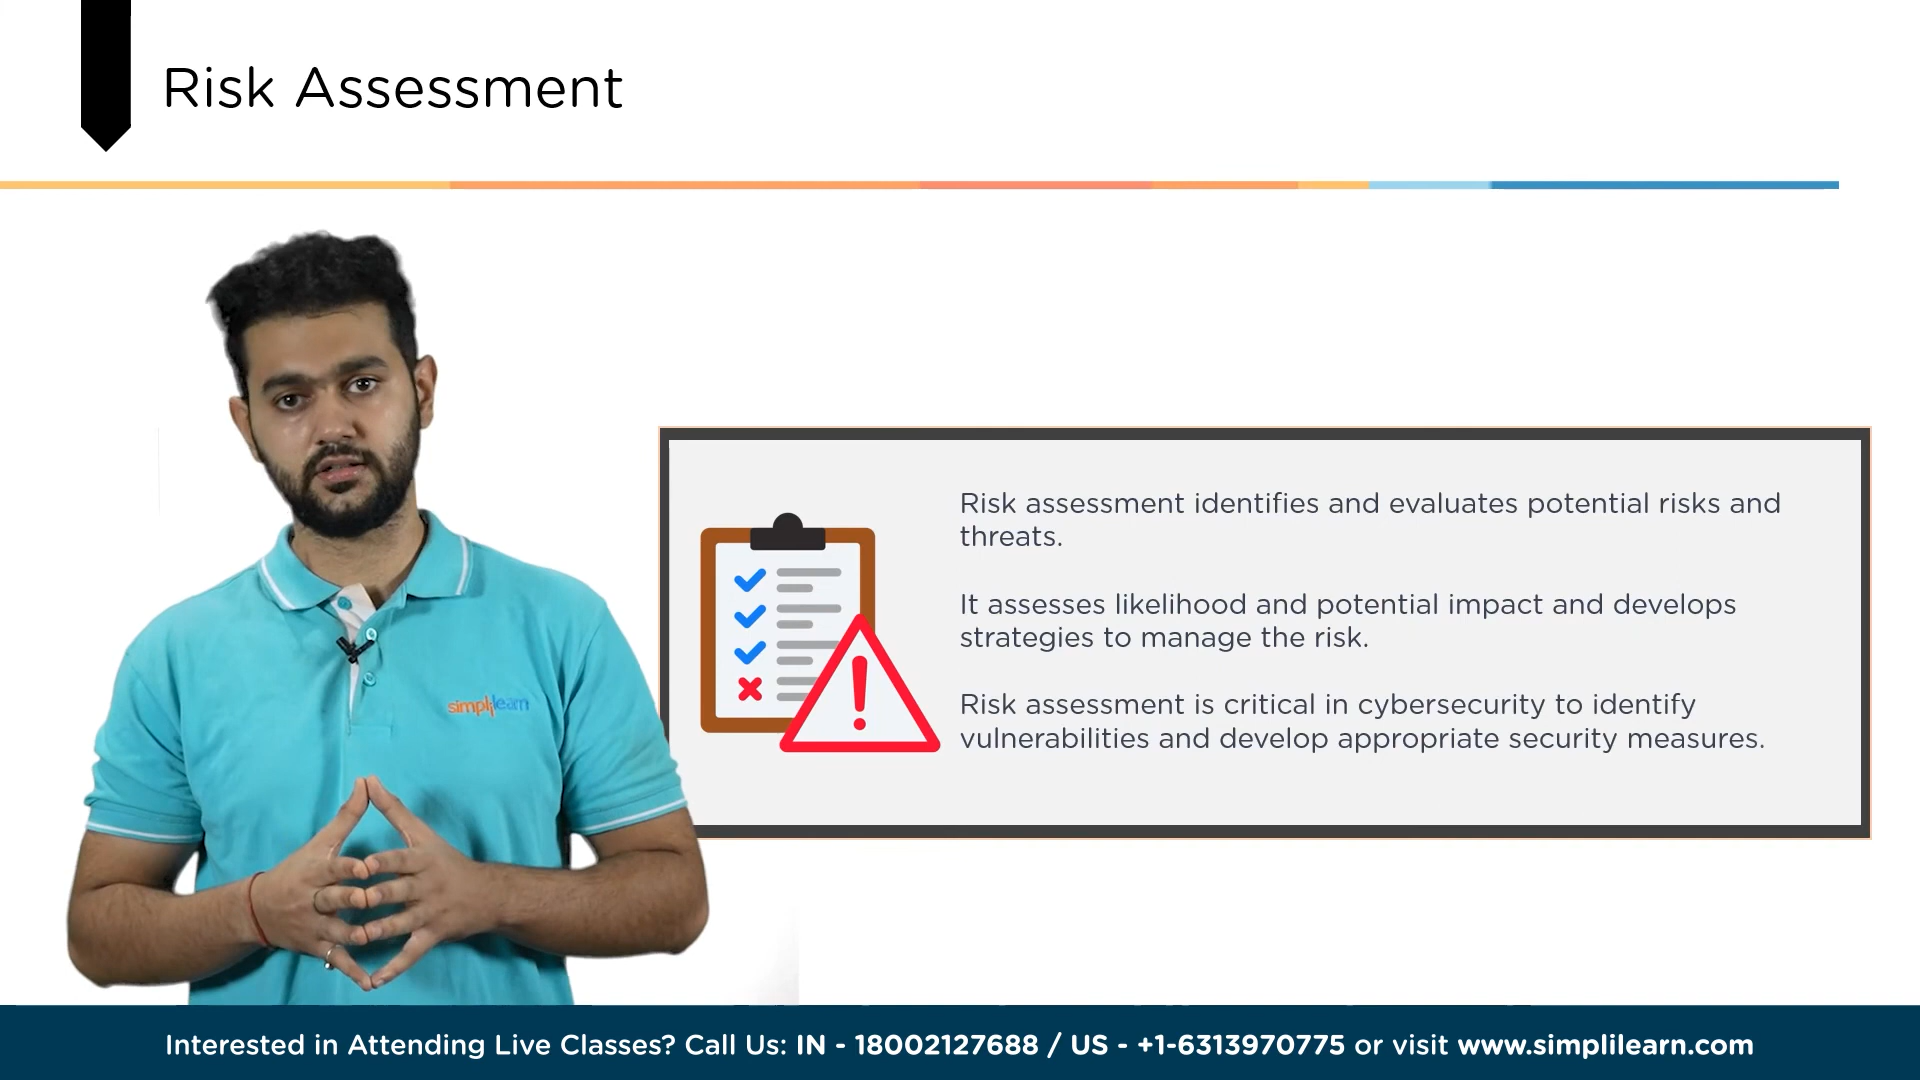 Risk Assessment
Risk assessment identifies and evaluates potential risks and
threats.
It assesses likelihood and potential impact and develops
strategies to manage the risk.
Risk assessment is critical in cybersecurity to identify
vulnerabilities and develop appropriate security measures.
simplilearn
Interested in Attending Live Classes? Call Us: IN - 18002127688 / US - +1-6313970775 or visit www.simplilearn.com